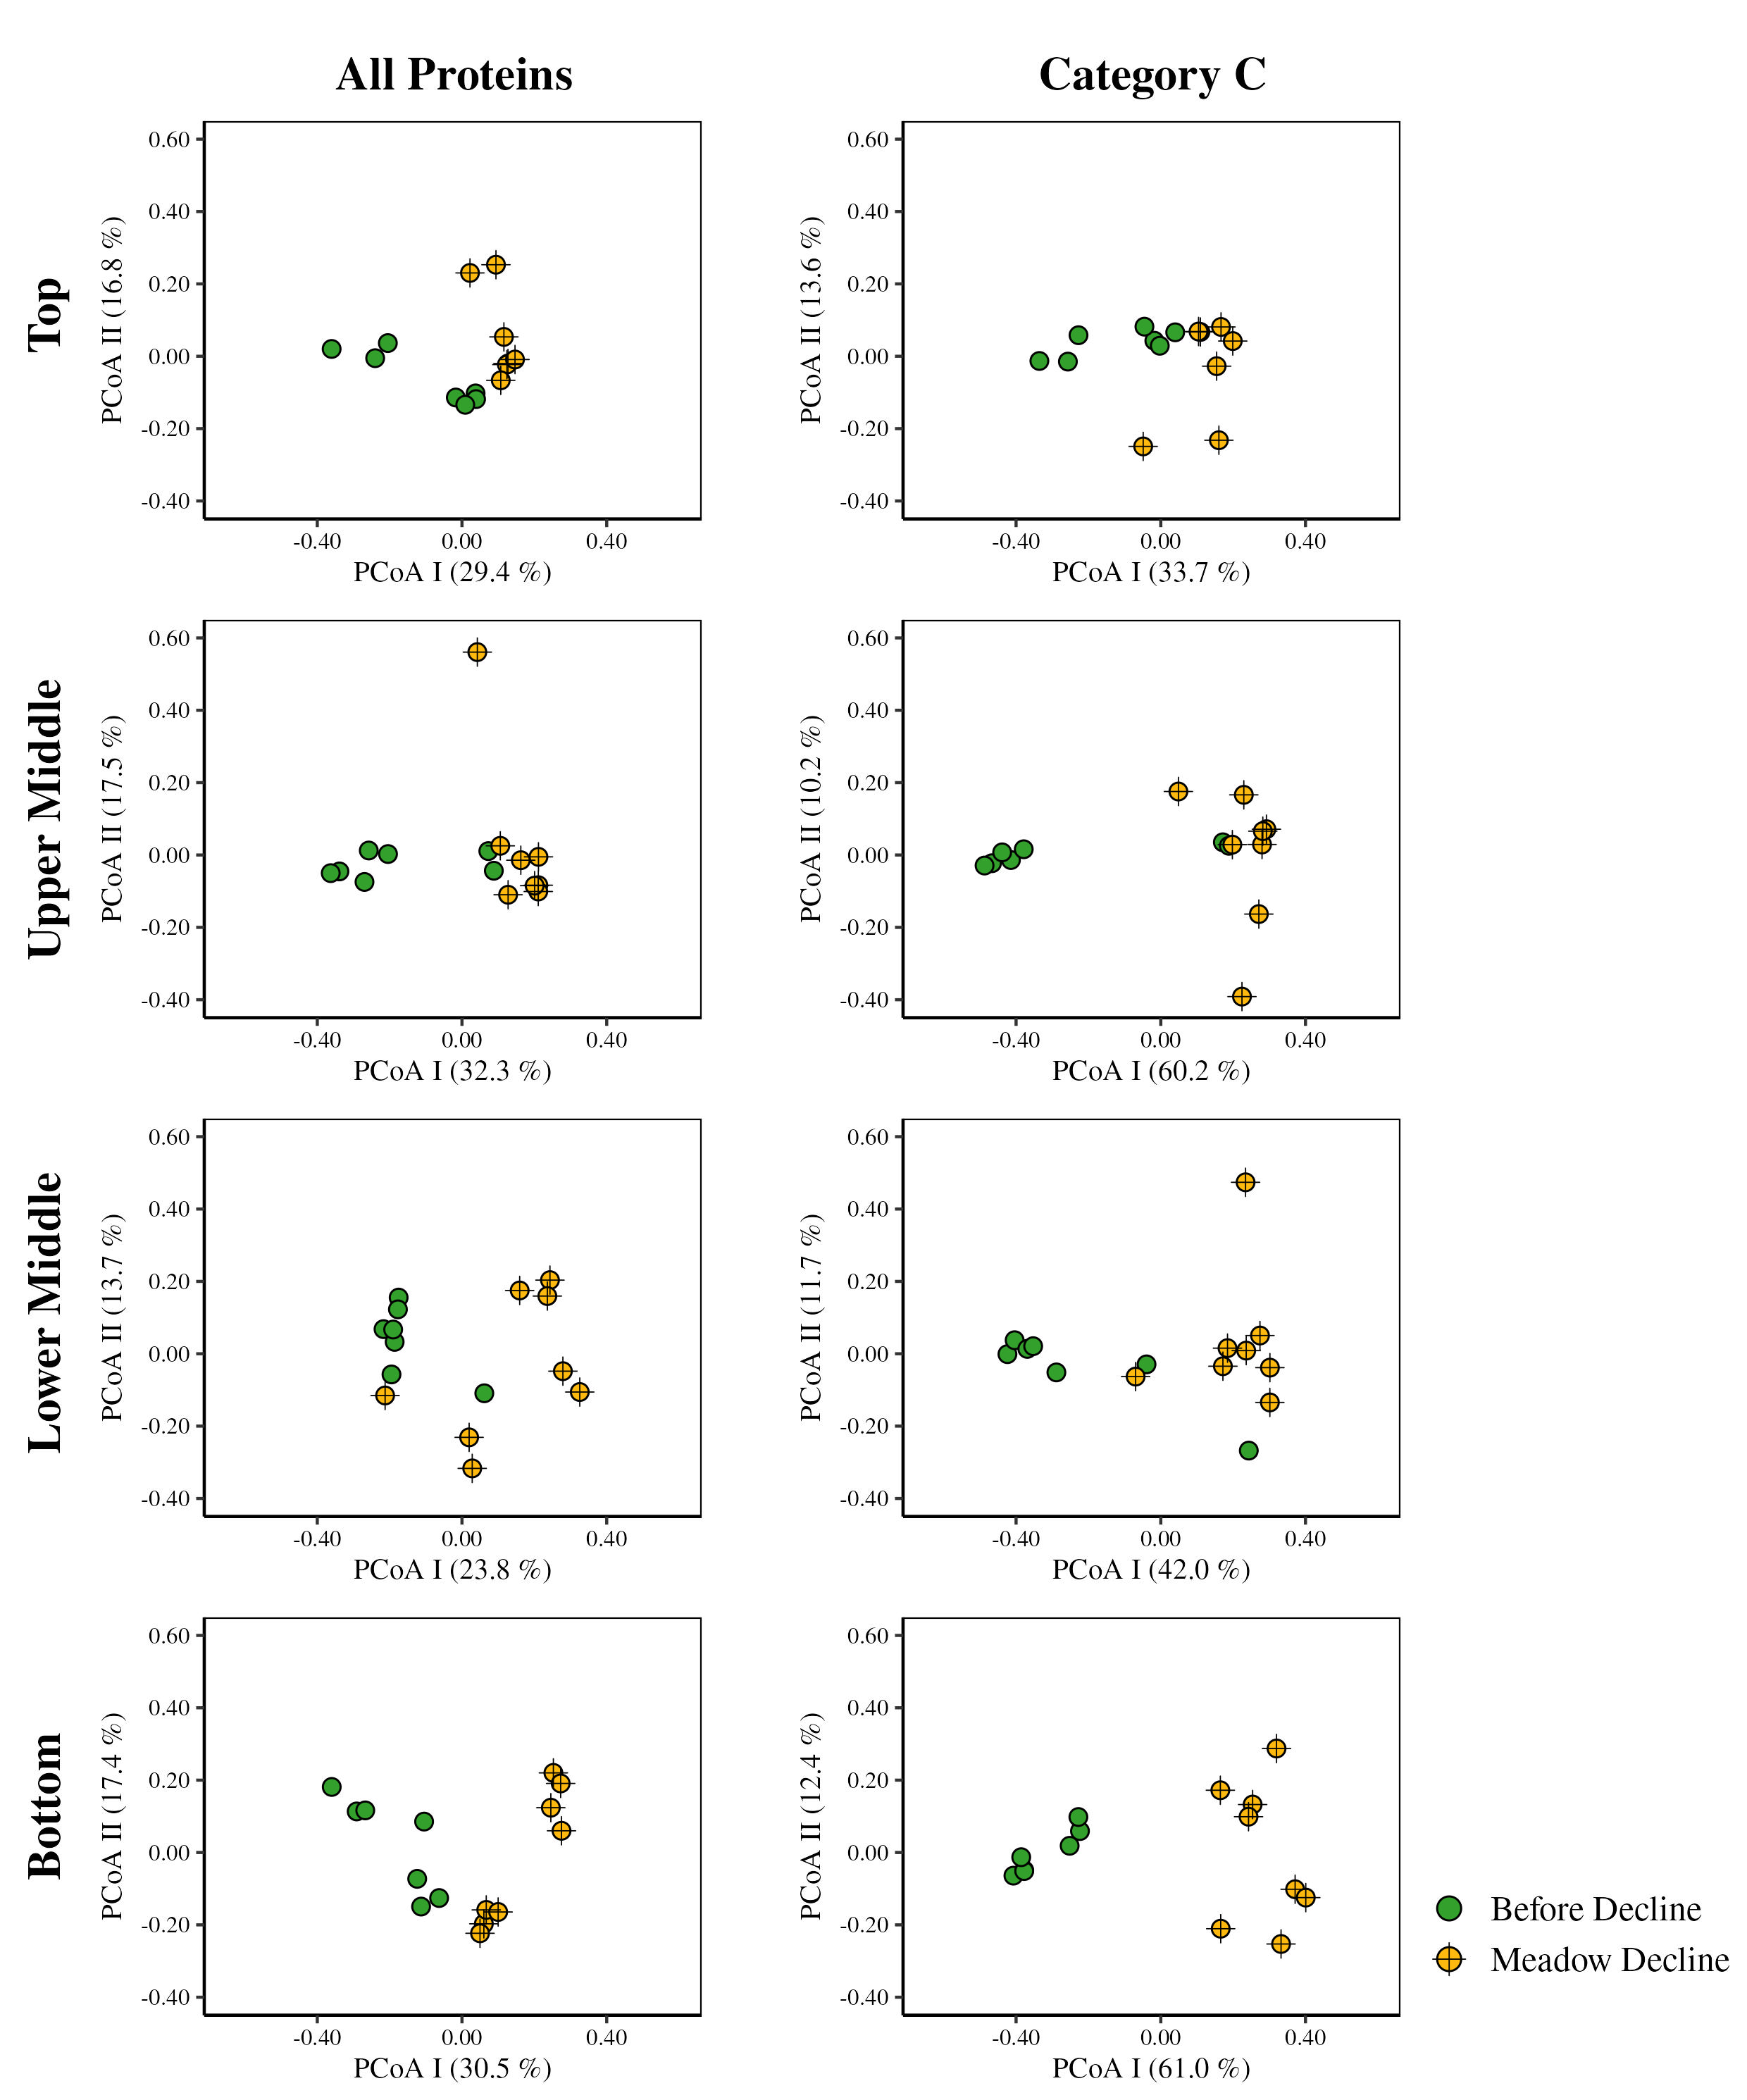 All Proteins
Category C
Top
PCoA II (16.8 %)
0.60
0.40
0.20
0.00
-0.20
-0.40
-0.40 0.00 0.40
PCoA I (29.4 %)
PCoA II (13.6 %)
0.60
0.40
0.20
0.00
-0.20
-0.40
-0.40 0.00 0.40
PCoA I (33.7 %)
Upper Middle
PCoA II (17.5 %)
0.60
0.40
0.20
0.00
-0.20
-0.40
-0.40 0.00 0.40
PCoA I (32.3 %)
PCoA II (10.2 %)
0.60
0.40
0.20
0.00
-0.20
-0.40
-0.40 0.00 0.40
PCoA I (60.2 %)
Lower Middle
PCoA II (13.7 %)
0.60
0.40
0.20
0.00
-0.20
-0.40
-0.40 0.00 0.40
PCoA I (23.8 %)
PCoA II (11.7 %)
0.60
0.40
0.20
0.00
-0.20
-0.40
-0.40 0.00 0.40
PCoA I (42.0 %)
Bottom
PCoA II (17.4 %)
0.60
0.40
0.20
0.00
-0.20
-0.40
-0.40 0.00 0.40
PCoA I (30.5 %)
PCoA II (12.4 %)
0.60
0.40
0.20
0.00
-0.20
-0.40
-0.40 0.00 0.40
PCoA I (61.0 %)
Before Decline
Meadow Decline